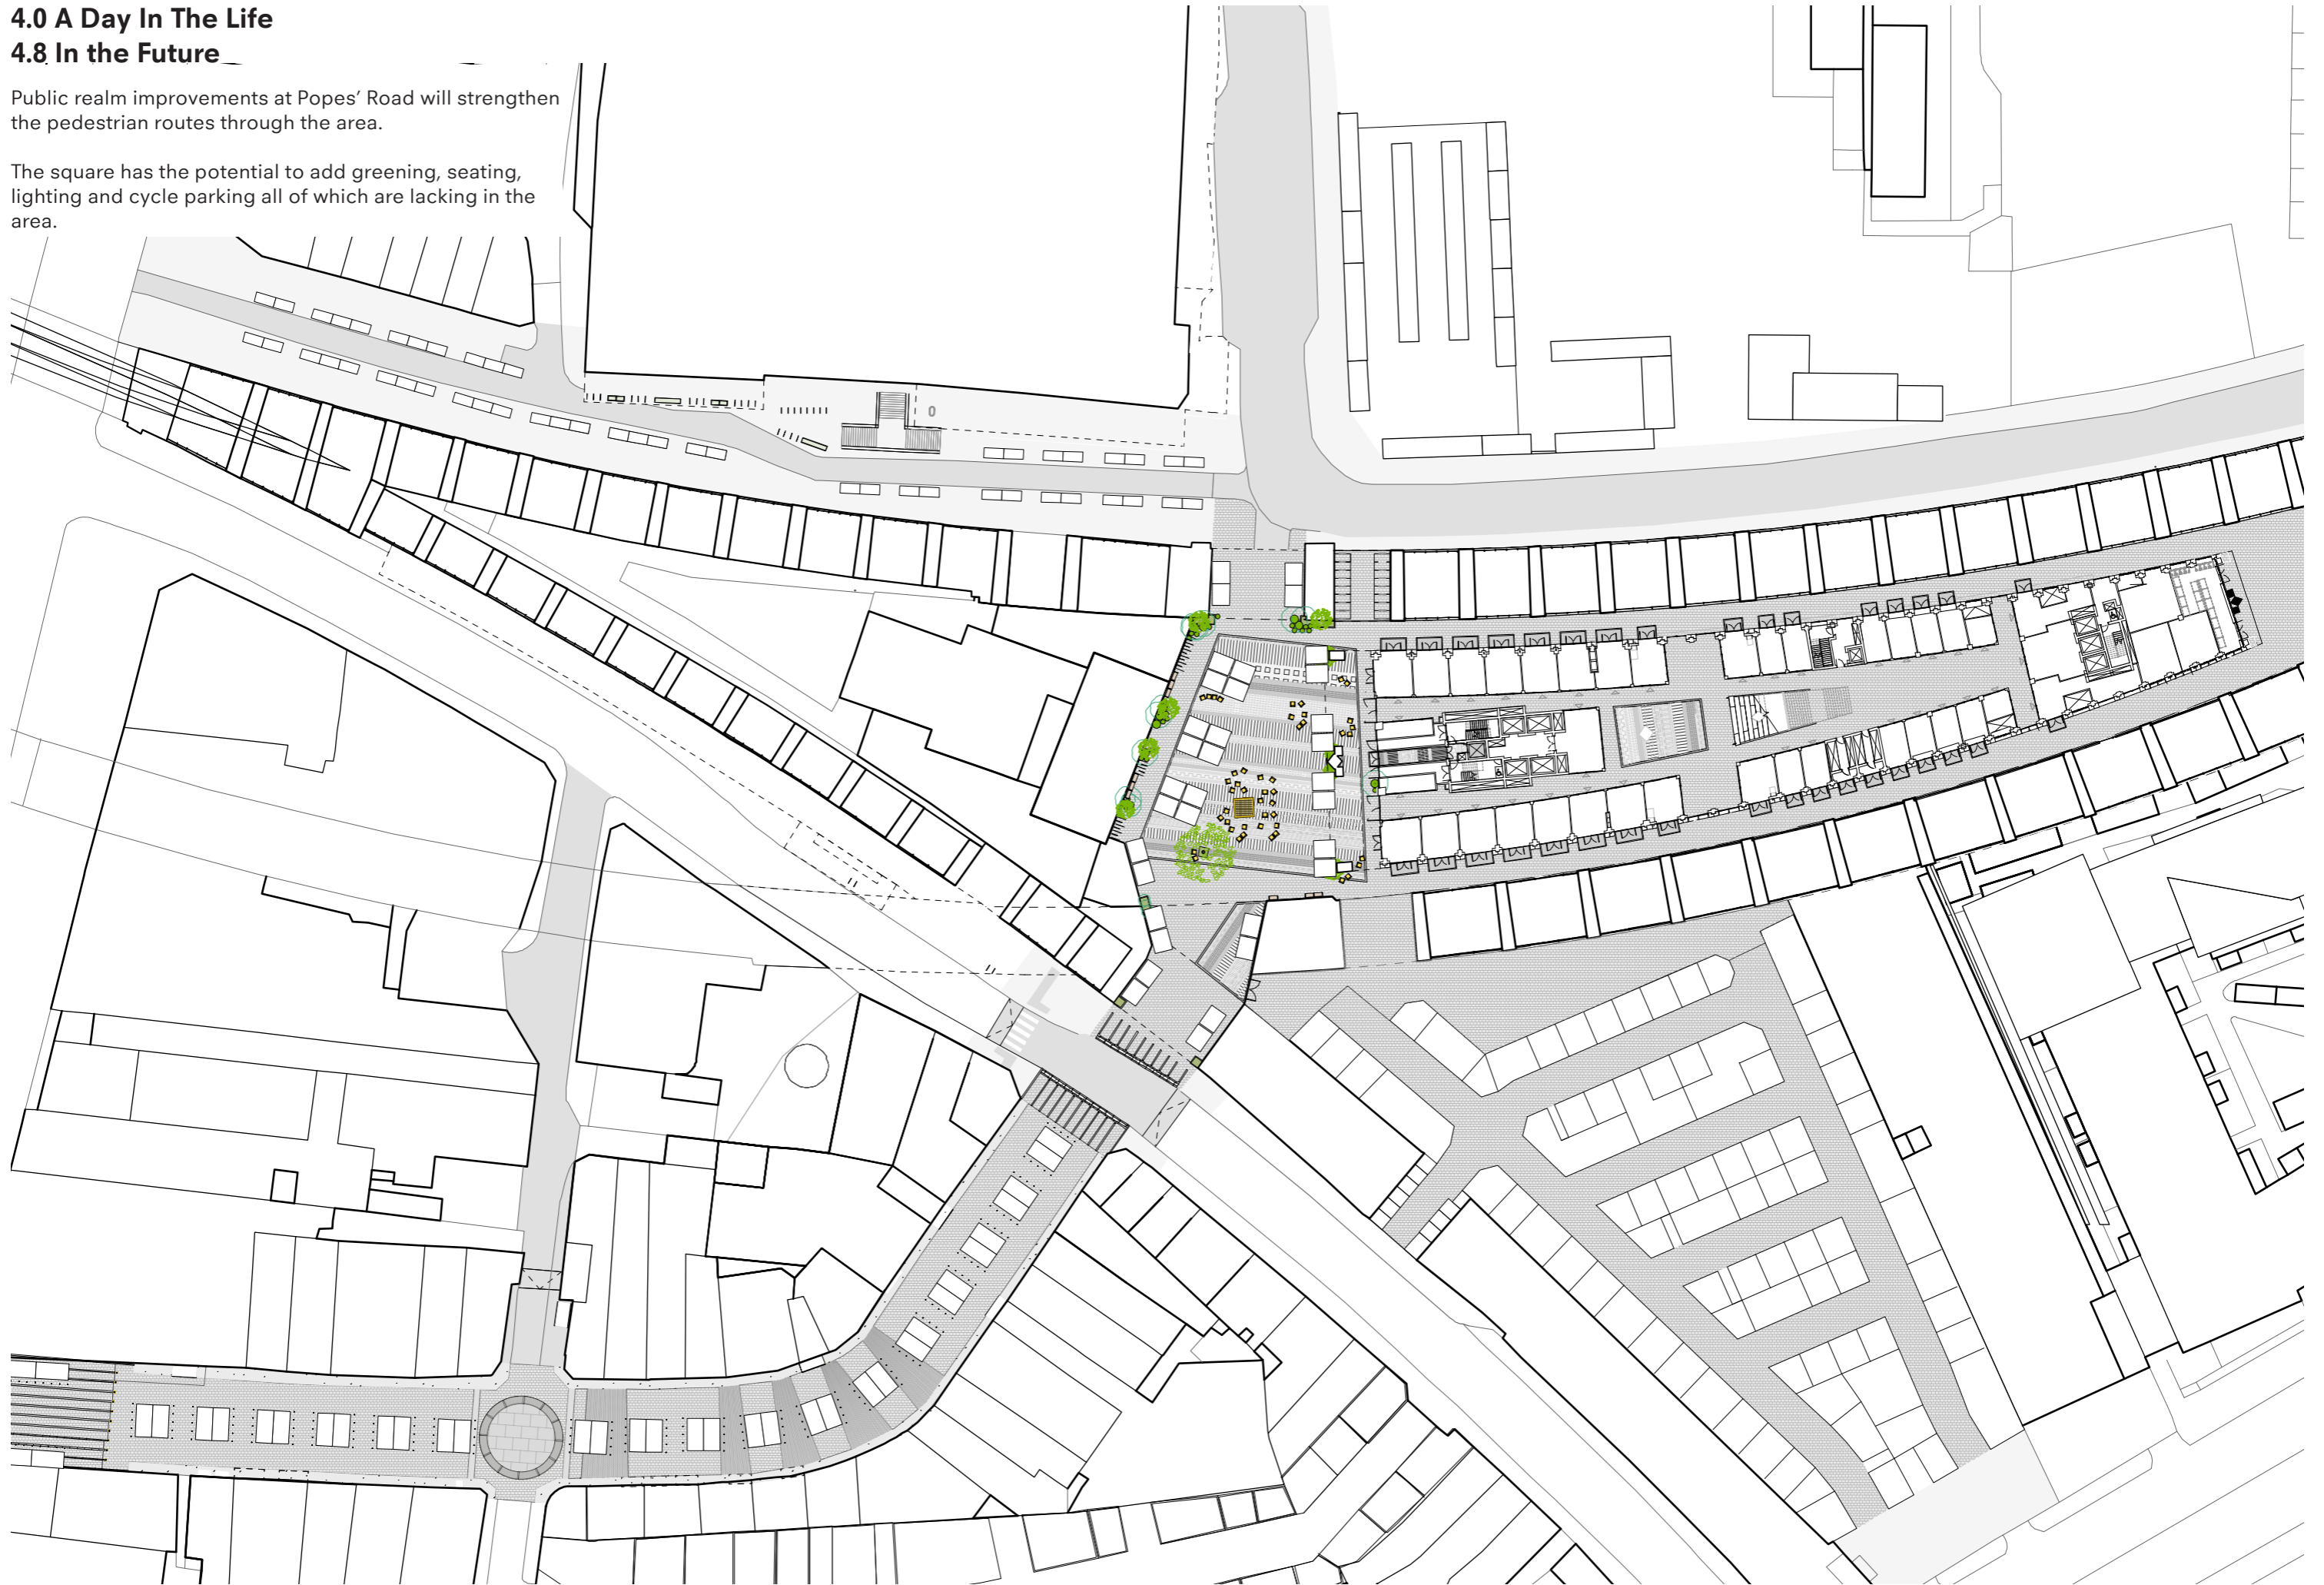 4.0 A Day In The Life
4.8 In the Future
Public realm improvements at Popes’ Road will strengthen
the pedestrian routes through the area.
The square has the potential to add greening, seating,
lighting and cycle parking all of which are lacking in the
area.